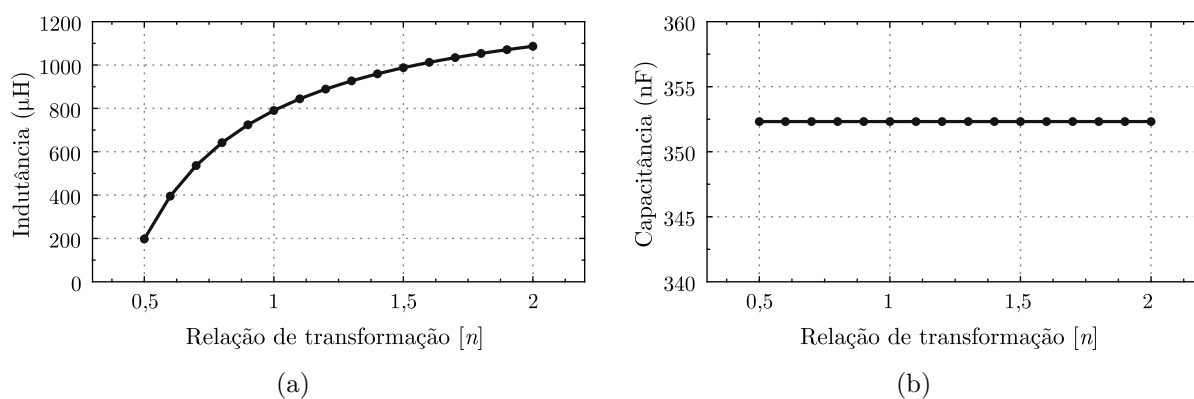 1200
1000
800
600
400
200
0
Indutância (µH)
0,5 1 1,5 2
Relação de transformação [n]
(a)
360
355
350
345
340
Capacitância (nF)
0,5 1 1,5 2
Relação de transformação [n]
(b)